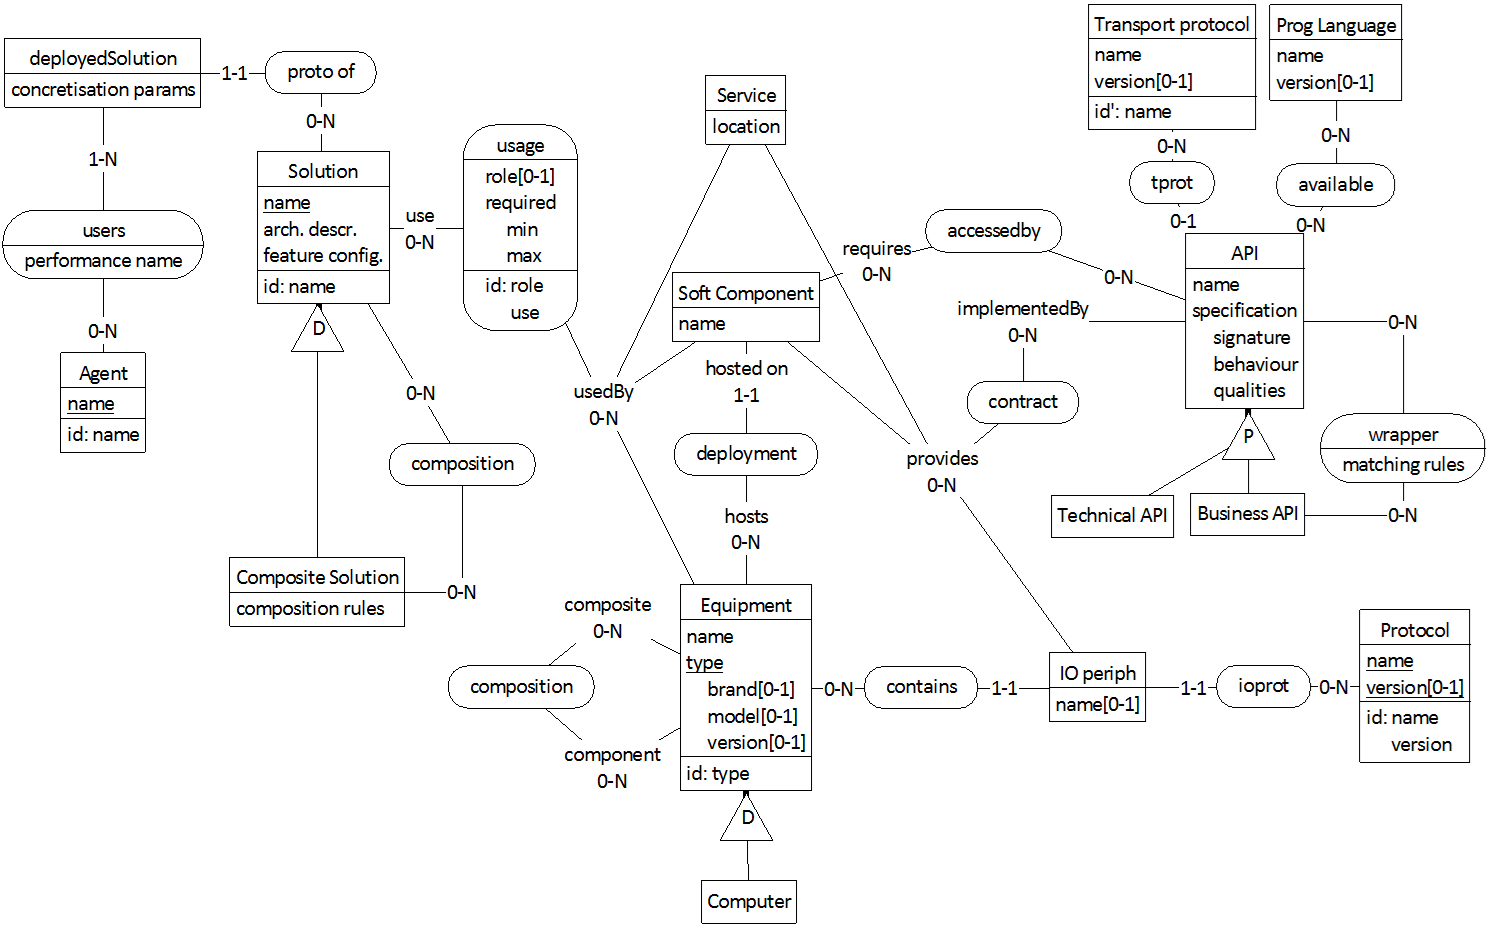 deployedSolution
concretisation params
1-1
proto of
0-N
1-N
users
performance name
0-N
Agent
name
id: name
Solution
name
arch. descr.
feature config.
id: name
D
use
0-N
usage
role[0-1]
required
min
max
id: role
use
0-N
composition
0-N
Composite Solution
composition rules
Service
location
Soft Component
name
usedBy
0-N
hosted on
1-1
deployment
hosts
0-N
requires
0-N
accessedby
0-N
implementedBy
0-N
contract
provides
0-N
Transport protocol
name
version[0-1]
id': name
0-N
tprot
0-1
Prog Language
name
version[0-1]
0-N
available
0-N
API
name
specification
signature
behaviour
qualities
P
Technical API
Business API
0-N
wrapper
matching rules
0-N
composite
0-N
composition
component
0-N
Equipment
name
type
brand[0-1]
model[0-1]
version[0-1]
id: type
D
Computer
0-N
contains
1-1
IO periph
name[0-1]
1-1
ioprot
0-N
Protocol
name
version[0-1]
id: name
version